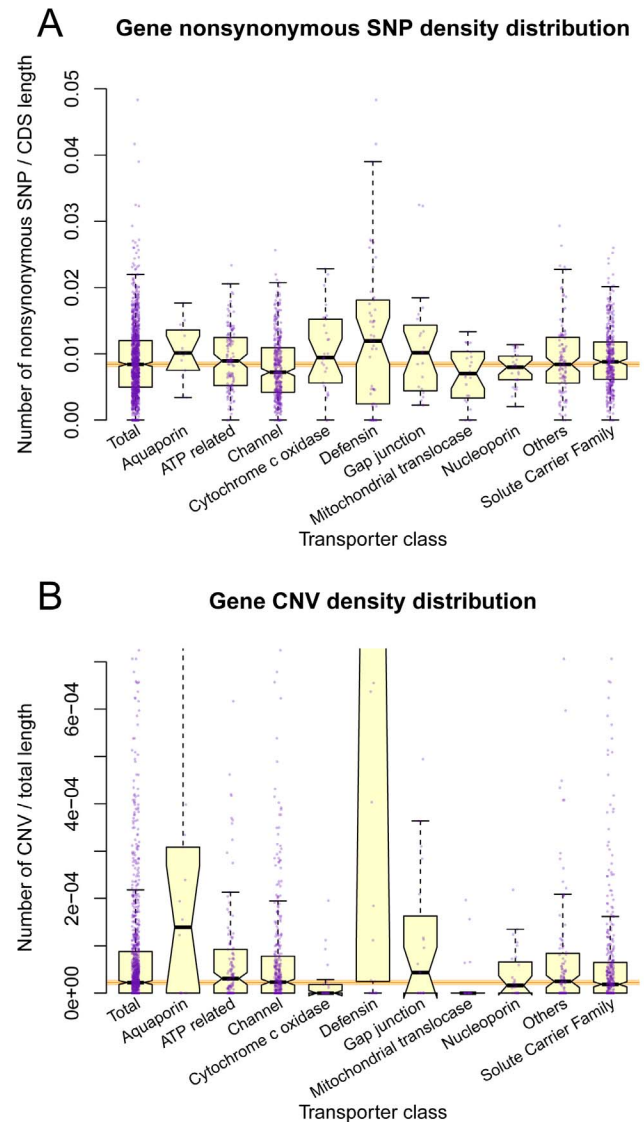 A
Gene nonsynonymous SNP density distribution
Number of nonsynonymous SNP / CDS length
0.05
0.04
0.03
0.02
0.01
0.00
Total
Aquaporin
ATP related
Channel
Cytochrome c oxidase
Defensin
Gap junction
Mitochondrial translocase
Nucleoporin
Others
Solute Carrier Family
Transporter class
B
Gene CNV density distribution
Number of CNV / total length
6e−04
4e−04
2e−04
0e+00
Total
Aquaporin
ATP related
Channel
Cytochrome c oxidase
Defensin
Gap junction
Mitochondrial translocase
Nucleoporin
Others
Solute Carrier Family
Transporter class